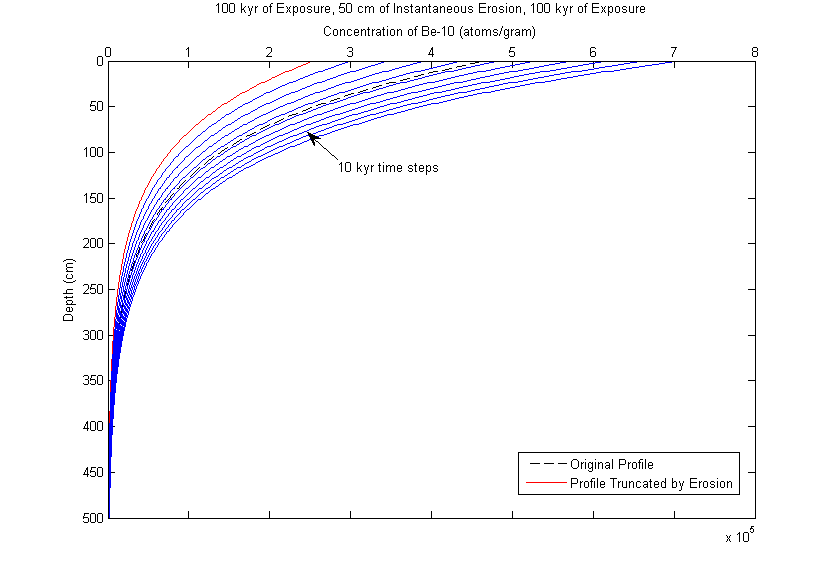 100 kyr of Exposure, 50 cm of Instantaneous Erosion, 100 kyr of Exposure
Concentration of Be-10 (atoms/gram)
0 1 2 3 4 5 6 7 8
0
50
100
150
200
250
300
350
400
450
500
Depth (cm)
10 kyr time steps
Original Profile
Profile Truncated by Erosion
x 10^5